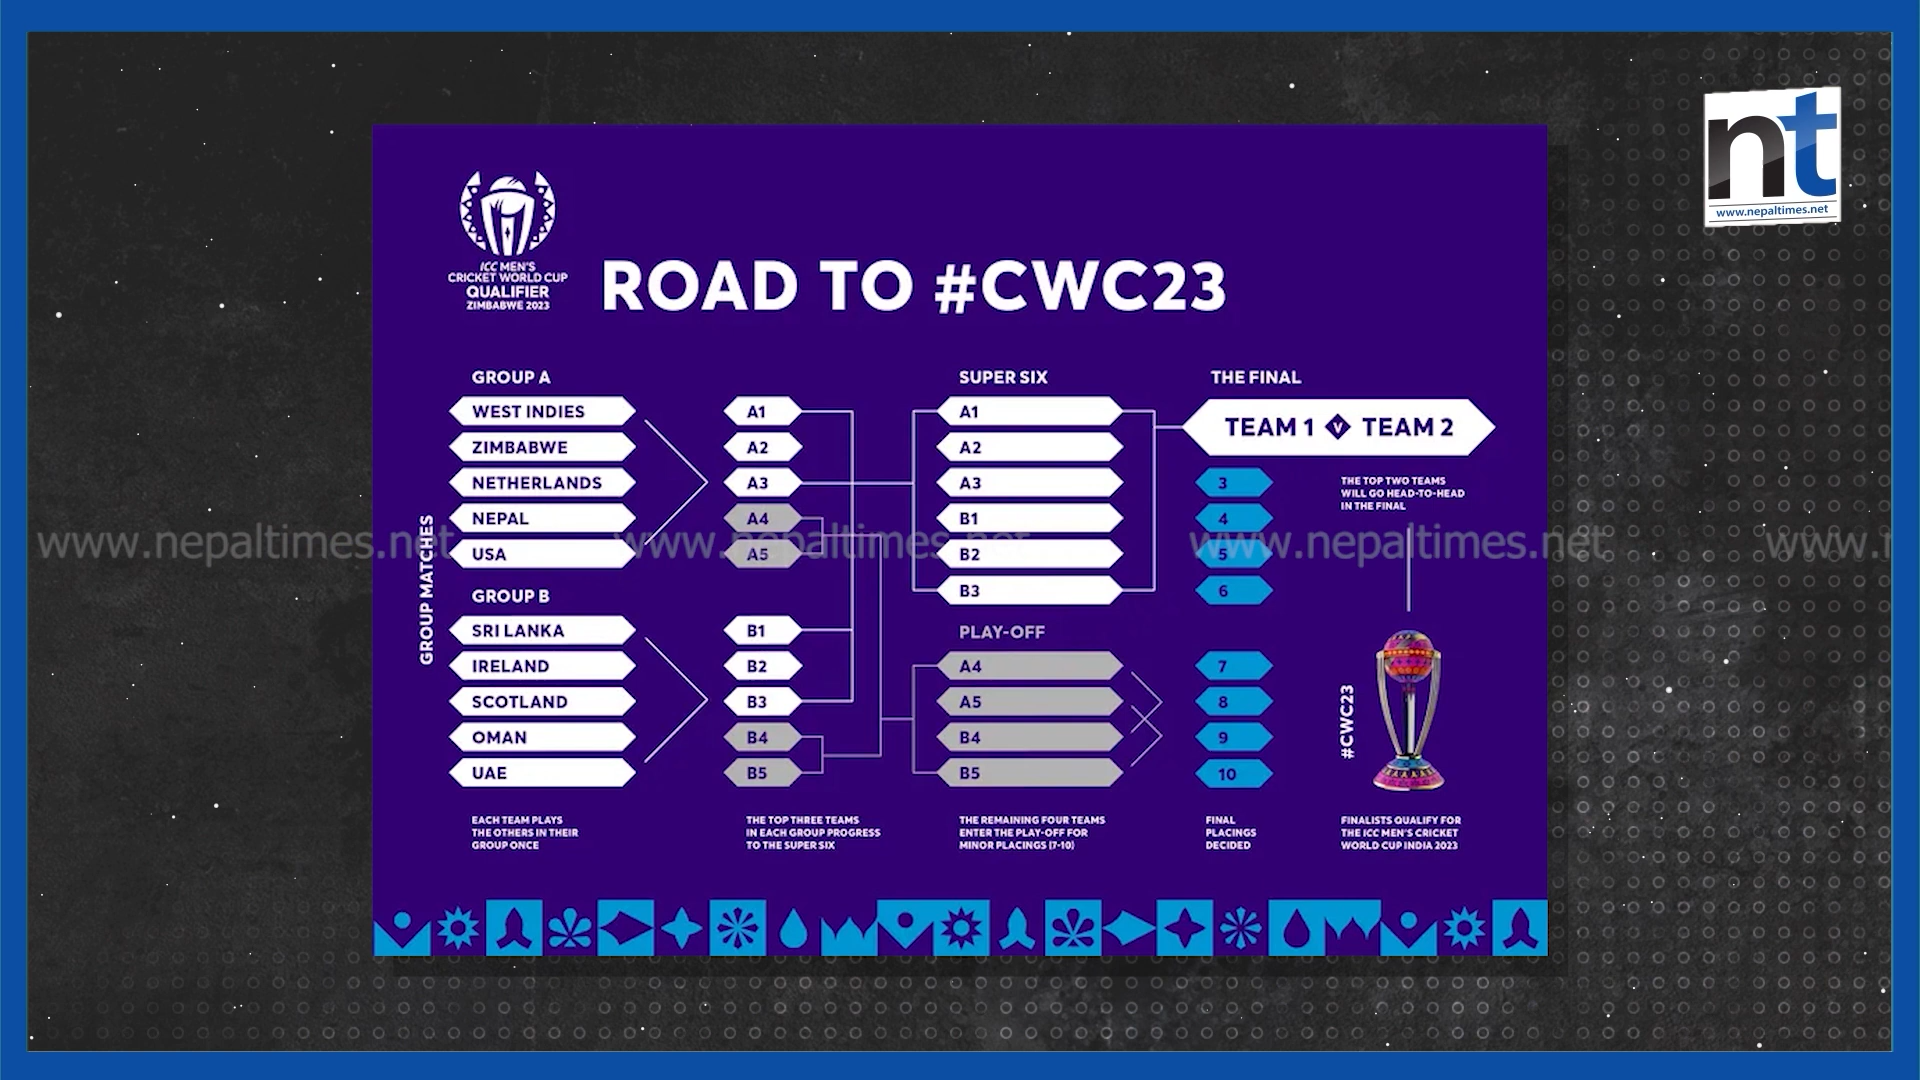 nt
www.nepaltimes.net
ICC MEN'S
CRICKET WORLD CUP
QUALIFIER
ZIMBABWE 2023
ROAD TO #CWC23
GROUP MATCHES
GROUP A
WEST INDIES
ZIMBABWE
NETHERLANDS
NEPAL
USA
GROUP B
SRI LANKA
IRELAND
SCOTLAND
OMAN
UAE
EACH TEAM PLAYS
THE OTHERS IN THEIR
GROUP ONCE
A1
A2
A3
A4
A5
B1
B2
B3
B4
B5
THE TOP THREE TEAMS
IN EACH GROUP PROGRESS
TO THE SUPER SIX
SUPER SIX
A1
A2
A3
B1
B2
B3
PLAY-OFF
A4
A5
B4
B5
THE REMAINING FOUR TEAMS
ENTER THE PLAY-OFF FOR
MINOR PLACINGS (7-10)
THE FINAL
TEAM 1 V TEAM 2
3
4
5
6
7
8
9
10
FINAL
PLACINGS
DECIDED
THE TOP TWO TEAMS
WILL GO HEAD-TO-HEAD
IN THE FINAL
#CWC23
FINALISTS QUALIFY FOR
THE ICC MEN'S CRICKET
WORLD CUP INDIA 2023
www.nepaltimes.net www.nepaltimes.net www.nepaltimes.net www.n